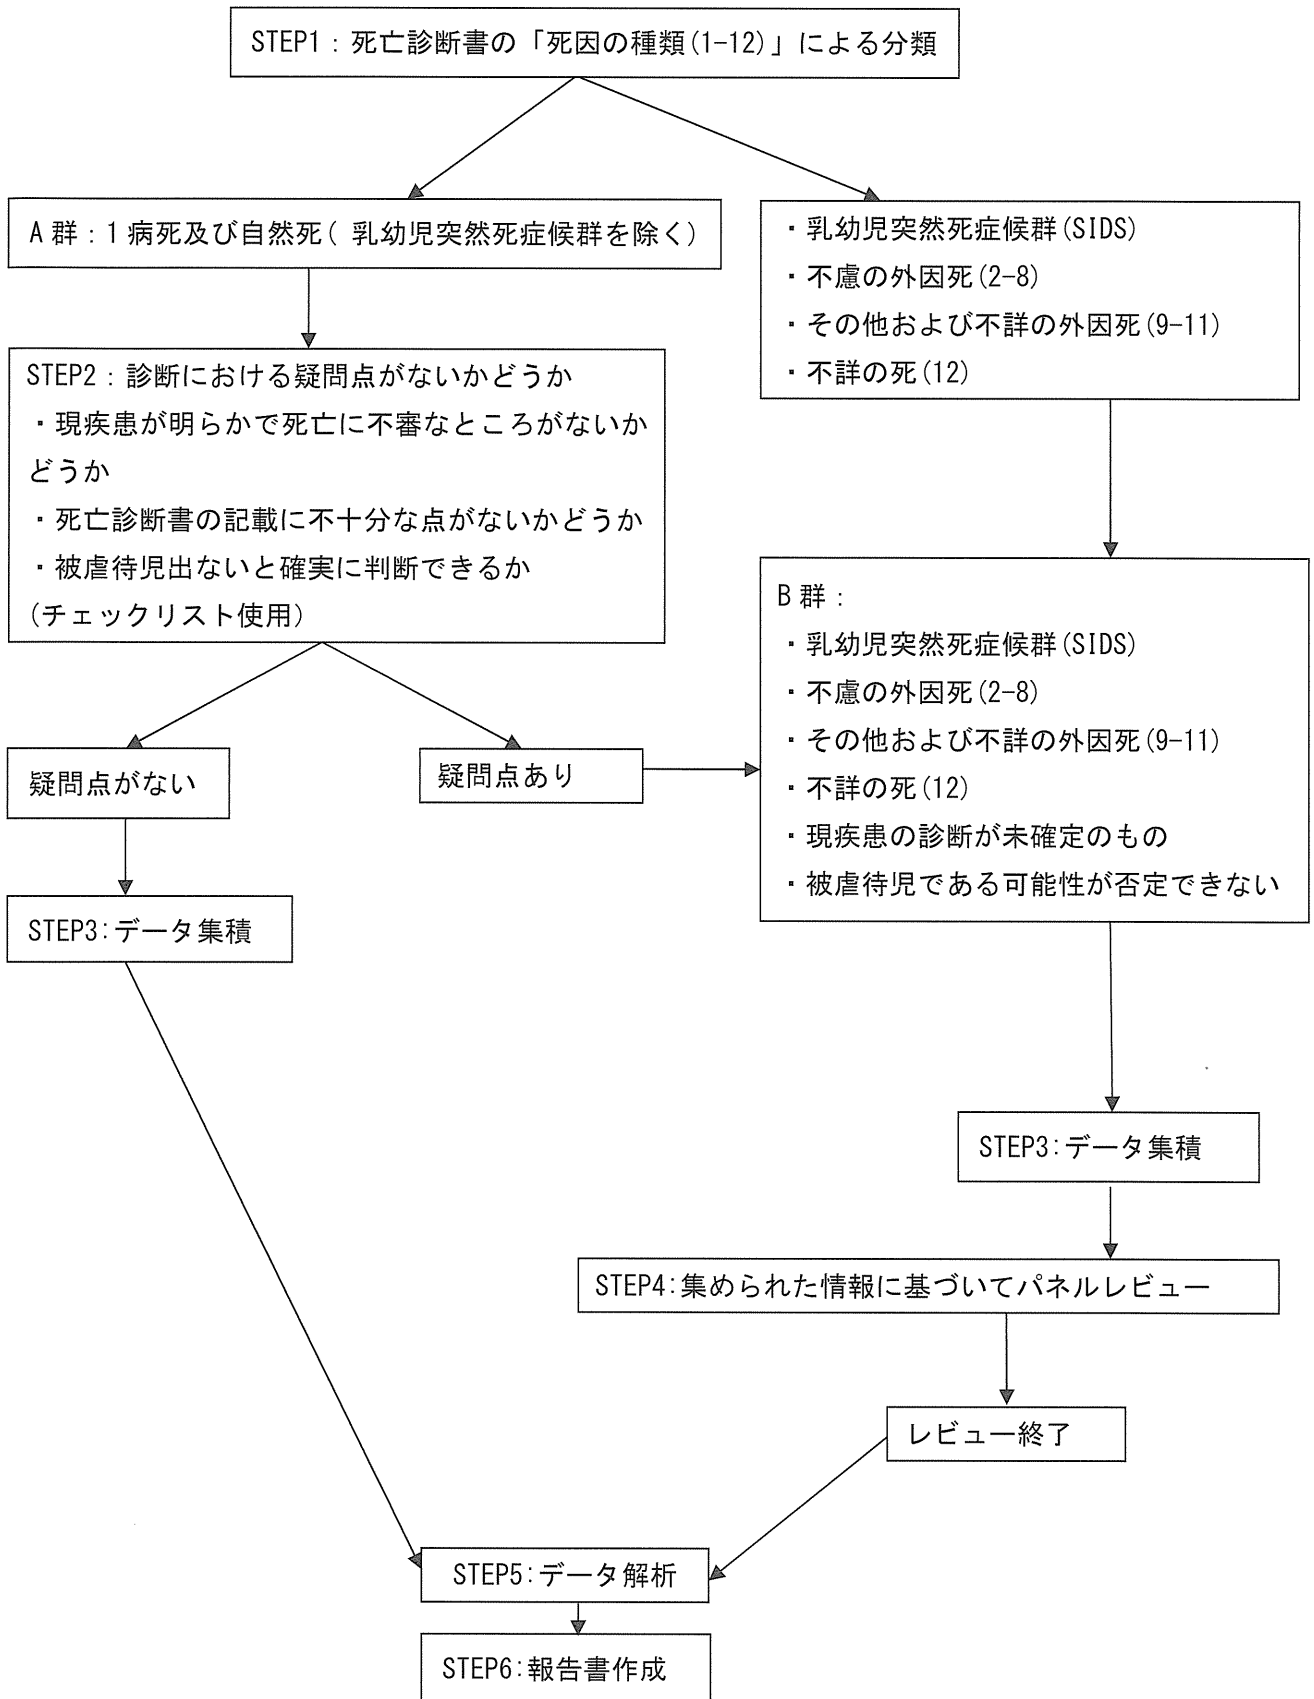 STEP1：死亡診断書の「死因の種類(1-12)」による分類
A 群：1 病死及び自然死( 乳幼児突然死症候群を除く)
・乳幼児突然死症候群(SIDS)
・不慮の外因死(2-8)
・その他および不詳の外因死(9-11)
・不詳の死(12)
STEP2：診断における疑問点がないかどうか
・現疾患が明らかで死亡に不審なところがないか
どうか
・死亡診断書の記載に不十分な点がないかどうか
・被虐待児出ないと確実に判断できるか
(チェックリスト使用)
B 群：
・乳幼児突然死症候群(SIDS)
・不慮の外因死(2-8)
・その他および不詳の外因死(9-11)
・不詳の死(12)
・現疾患の診断が未確定のもの
・被虐待児である可能性が否定できない
疑問点がない
疑問点あり
STEP3:データ集積
STEP3:データ集積
STEP4:集められた情報に基づいてパネルレビュー
レビュー終了
STEP5:データ解析
STEP6:報告書作成